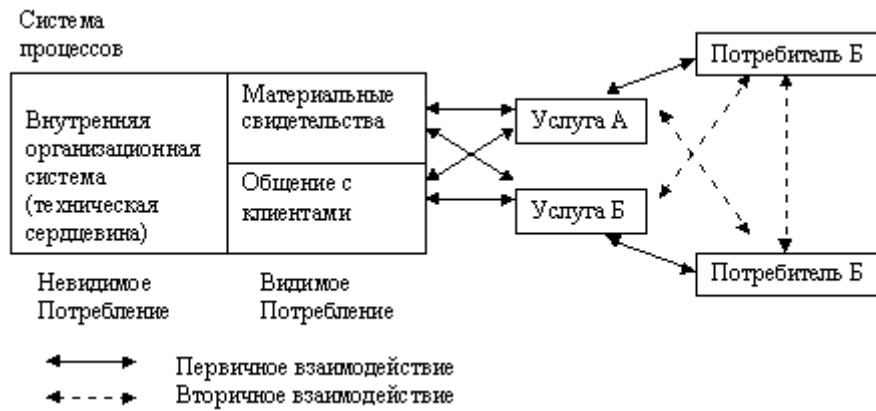 Система
процессов
Внутренняя
организационная
система
(техническая
сердцевина)
Материальные
свидетельства
Общение с
клиентами
Услуга А
Услуга Б
Потребитель Б
Потребитель Б
Невидимое
Потребление
Видимое
Потребление
Первичное взаимодействие
Вторичное взаимодействие